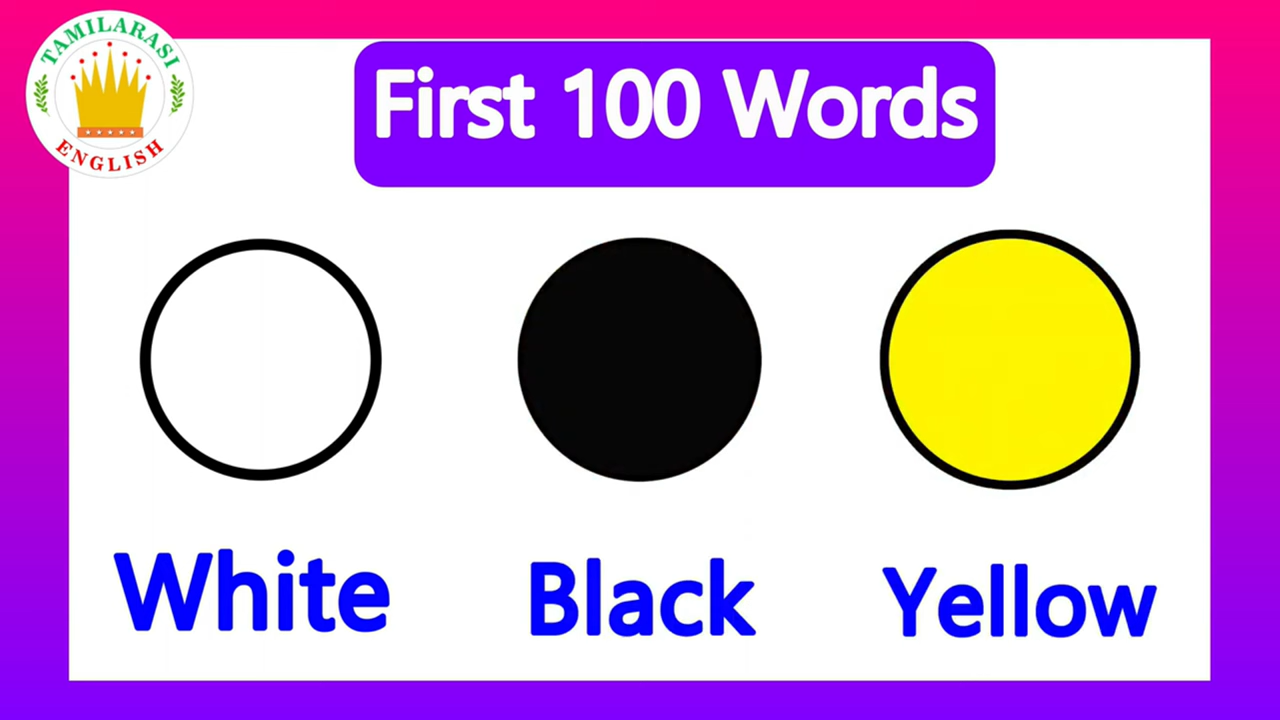 TAMILARASI
ENGLISH
First 100 Words
White
Black
Yellow